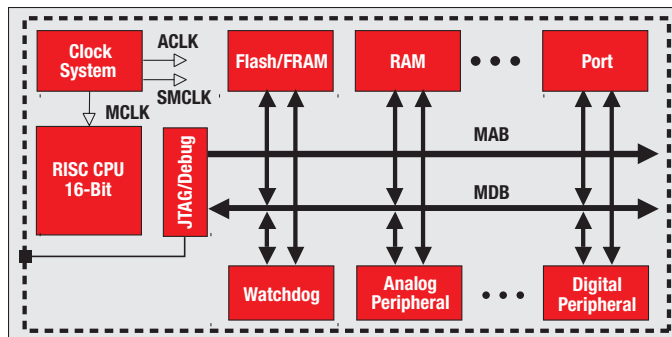 Clock
System
ACLK
SMCLK
MCLK
Flash/FRAM
RAM
Port
RISC CPU
16-Bit
JTAG/Debug
MAB
MDB
Watchdog
Analog
Peripheral
Digital
Peripheral